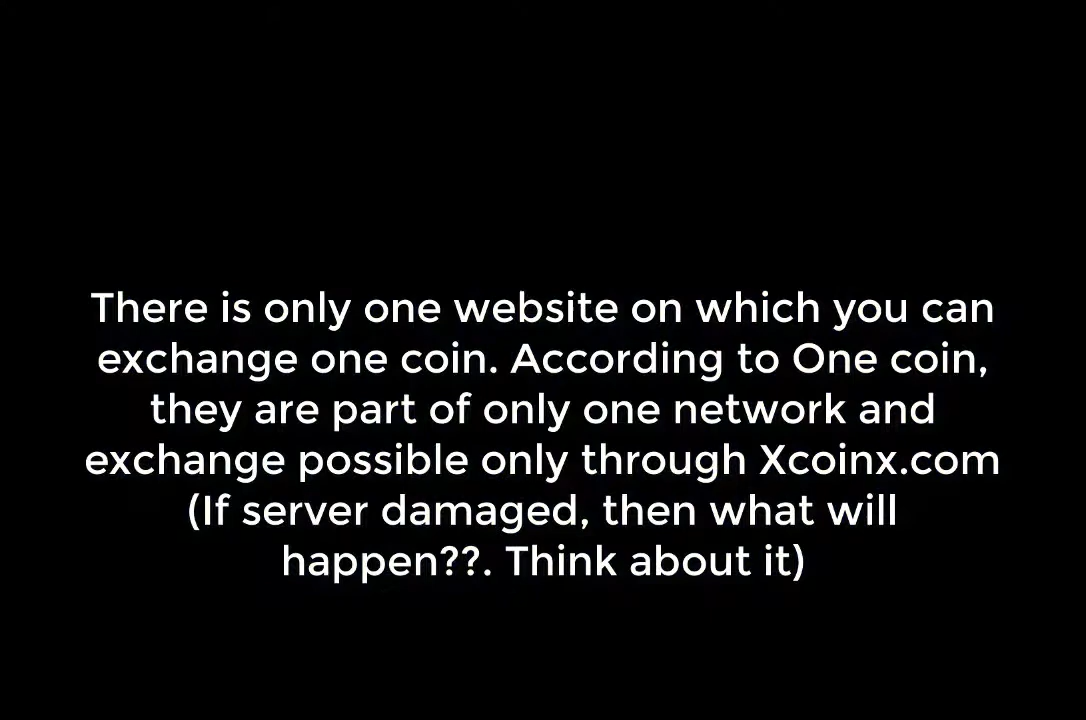 There is only one website on which you can
exchange one coin. According to One coin,
they are part of only one network and
exchange possible only through Xcoinx.com
(If server damaged, then what will
happen??. Think about it)